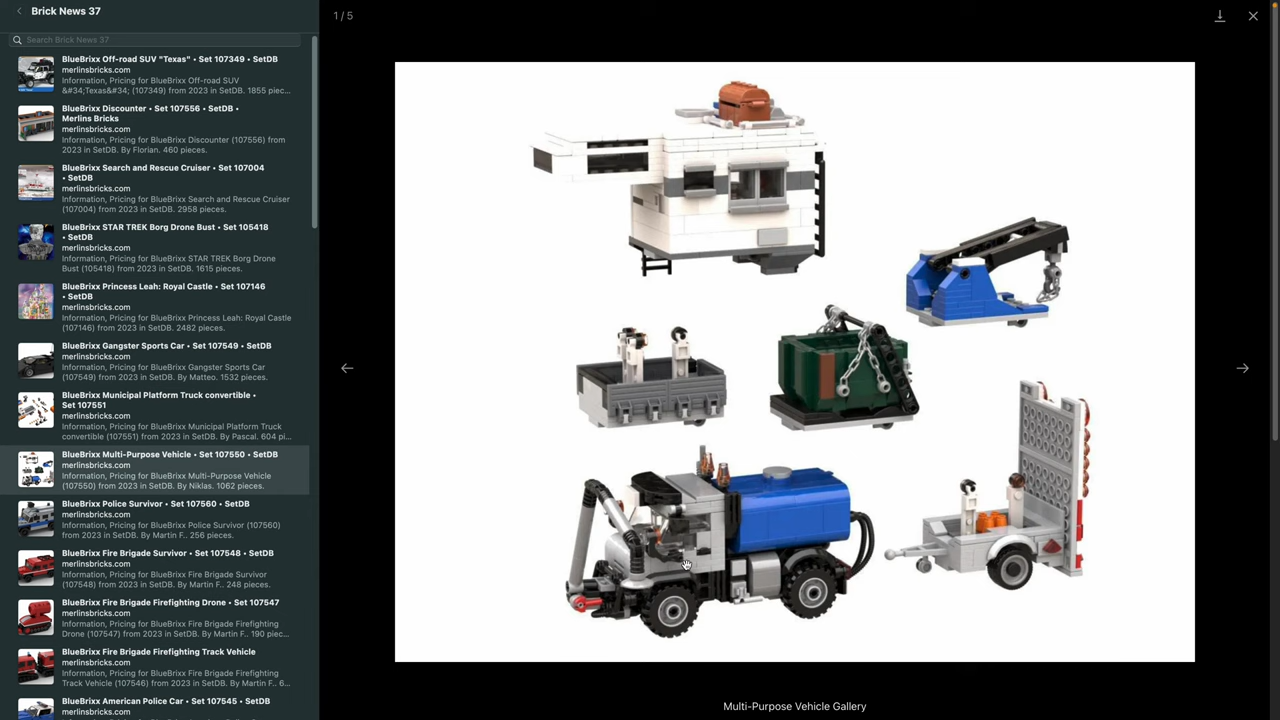 Brick News 37
Search Brick News 37
BlueBrixx Off-road SUV "Texas" • Set 107349 • SetDB
merlinsbricks.com
Information, Pricing for BlueBrixx Off-road SUV
&#34;Texas&#34; (107349) from 2023 in SetDB. 1855 piec...
BlueBrixx Discounter • Set 107556 • SetDB •
Merlins Bricks
merlinsbricks.com
Information, Pricing for BlueBrixx Discounter (107556) from
2023 in SetDB. By Florian. 460 pieces.
BlueBrixx Search and Rescue Cruiser • Set 107004
• SetDB
merlinsbricks.com
Information, Pricing for BlueBrixx Search and Rescue Cruiser
(107004) from 2023 in SetDB. 2958 pieces.
BlueBrixx STAR TREK Borg Drone Bust • Set 105418
• SetDB
merlinsbricks.com
Information, Pricing for BlueBrixx STAR TREK Borg Drone
Bust (105418) from 2023 in SetDB. 1615 pieces.
BlueBrixx Princess Leah: Royal Castle • Set 107146
• SetDB
merlinsbricks.com
Information, Pricing for BlueBrixx Princess Leah: Royal Castle
(107146) from 2023 in SetDB. 2482 pieces.
BlueBrixx Gangster Sports Car • Set 107549 • SetDB
merlinsbricks.com
Information, Pricing for BlueBrixx Gangster Sports Car
(107549) from 2023 in SetDB. By Matteo. 1532 pieces.
BlueBrixx Municipal Platform Truck convertible •
Set 107551
merlinsbricks.com
Information, Pricing for BlueBrixx Municipal Platform Truck
convertible (107551) from 2023 in SetDB. By Pascal. 604 pi...
BlueBrixx Multi-Purpose Vehicle • Set 107550 • SetDB
merlinsbricks.com
Information, Pricing for BlueBrixx Multi-Purpose Vehicle
(107550) from 2023 in SetDB. By Niklas. 1062 pieces.
BlueBrixx Police Survivor • Set 107560 • SetDB
merlinsbricks.com
Information, Pricing for BlueBrixx Police Survivor (107560)
from 2023 in SetDB. By Martin F.. 256 pieces.
BlueBrixx Fire Brigade Survivor • Set 107548 • SetDB
merlinsbricks.com
Information, Pricing for BlueBrixx Fire Brigade Survivor
(107548) from 2023 in SetDB. By Martin F.. 248 pieces.
BlueBrixx Fire Brigade Firefighting Drone • Set 107547
merlinsbricks.com
Information, Pricing for BlueBrixx Fire Brigade Firefighting
Drone (107547) from 2023 in SetDB. By Martin F.. 190 piec...
BlueBrixx Fire Brigade Firefighting Track Vehicle
merlinsbricks.com
Information, Pricing for BlueBrixx Fire Brigade Firefighting
Track Vehicle (107546) from 2023 in SetDB. By Martin F.. 6...
BlueBrixx American Police Car • Set 107545 • SetDB
merlinsbricks.com
1 / 5
Multi-Purpose Vehicle Gallery